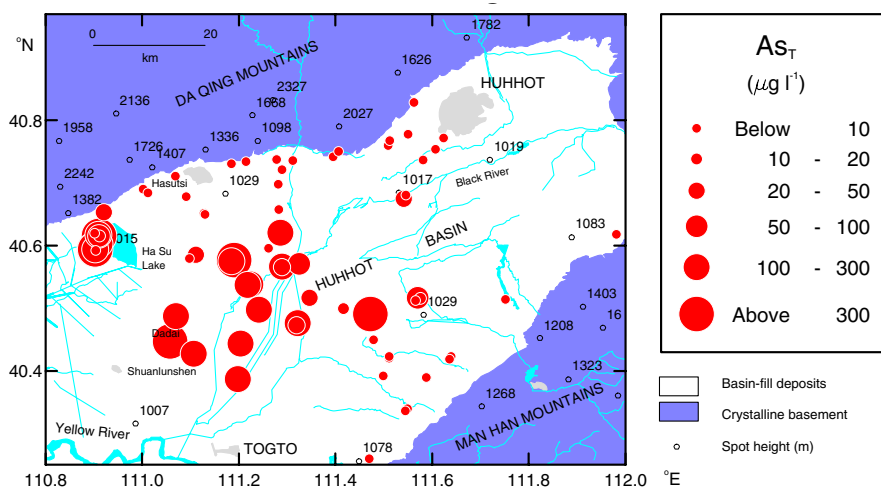 °N
0 20
km
DA QING MOUNTAINS
1782
1626
2327
1668
2136
2027
HUHHOT
40.8
1958
1726
1336
1098
1407
1019
Hasutsi
Black River
2242
1017
1382
1029
BASIN
1083
40.6
015
Ha Su
Lake
HUHHOT
1029
1403
16
Dadai
1208
Shuanlunshen
40.4
1323
1268
MAN HAN MOUNTAINS
1007
Yellow River
TOGTO
1078
110.8 111.0 111.2 111.4 111.6 111.8 112.0
°E
AsT
(μg l-1)
Below 10
10 - 20
20 - 50
50 - 100
100 - 300
Above 300
Basin-fill deposits
Crystalline basement
Spot height (m)